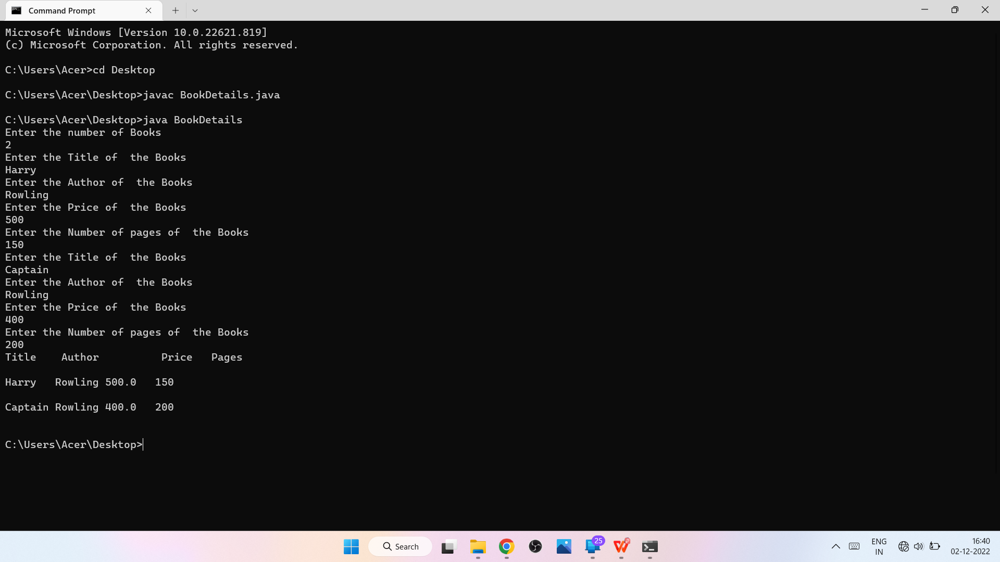 Command Prompt
Microsoft Windows [Version 10.0.22621.819]
(c) Microsoft Corporation. All rights reserved.
C:\Users\Acer>cd Desktop
C:\Users\Acer\Desktop>javac BookDetails.java
C:\Users\Acer\Desktop>java BookDetails
Enter the number of Books
2
Enter the Title of  the Books
Harry
Enter the Author of  the Books
Rowling
Enter the Price of  the Books
500
Enter the Number of pages of  the Books
150
Enter the Title of  the Books
Captain
Enter the Author of  the Books
Rowling
Enter the Price of  the Books
400
Enter the Number of pages of  the Books
200
Title    Author          Price   Pages
Harry   Rowling 500.0   150
Captain Rowling 400.0   200
C:\Users\Acer\Desktop>
Search
25
ENG
IN
16:40
02-12-2022